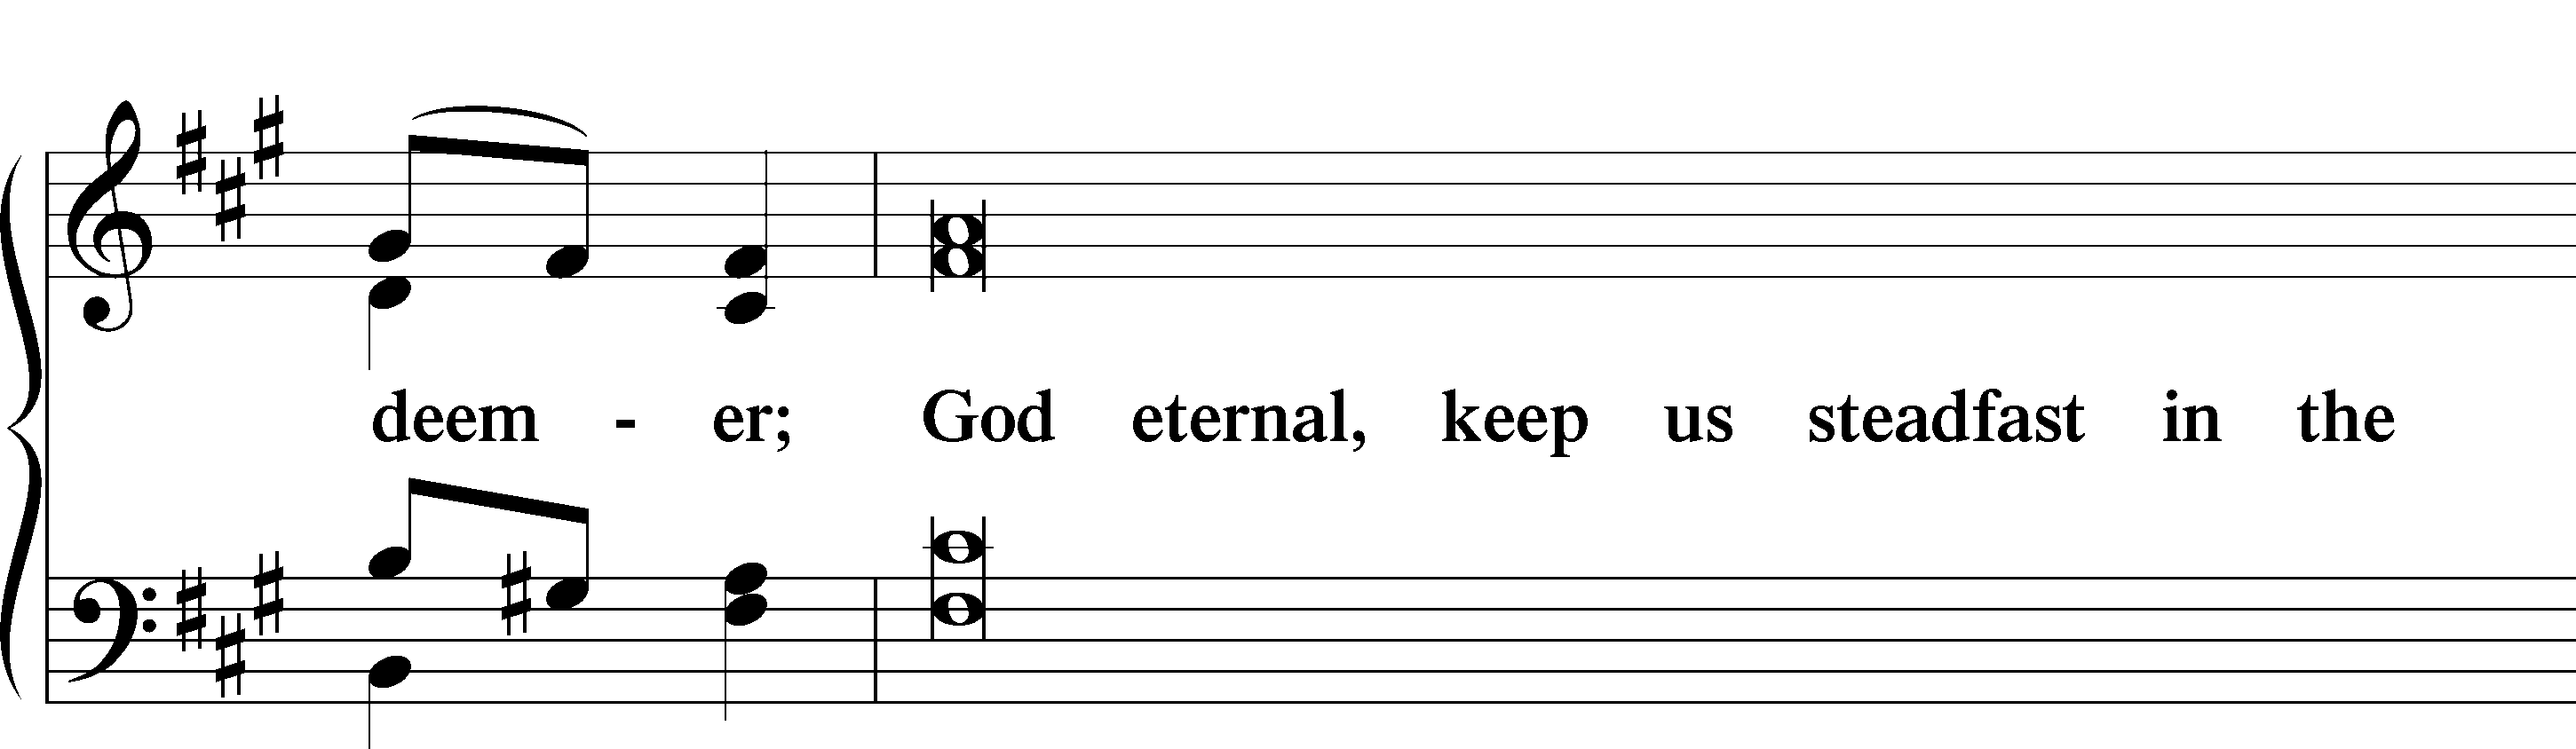 deem - er; God eternal, keep us steadfast in the